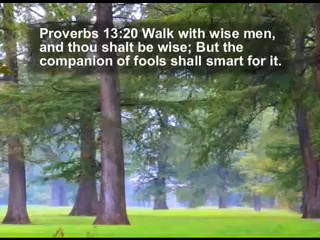 Proverbs 13:20 Walk with wise men,
and thou shalt be wise; But the
companion of fools shall smart for it.